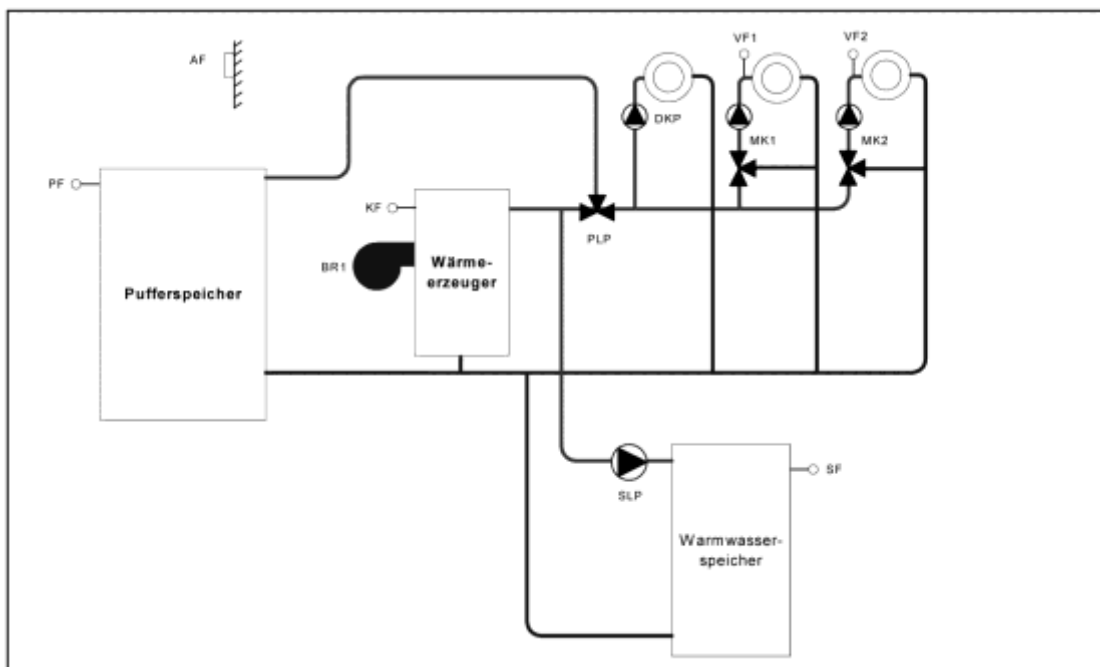 AF
VF1
VF2
DKP
MK1
MK2
PF
KF
PLP
BR1
Wärme-
erzeuger
Pufferspeicher
SLP
SF
Warmwasser-
speicher